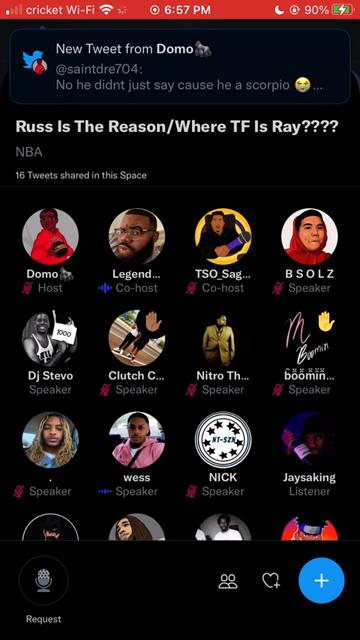 cricket Wi-Fi 6:57 PM 90%
New Tweet from Domo🦍
@saintdre704:
No he didnt just say cause he a scorpio 😭...
Russ Is The Reason/Where TF Is Ray????
NBA
16 Tweets shared in this Space
Domo🦍 Legend... TSO_Sag... B S O L Z
Host Co-host Co-host Speaker
1000
Boomin
Dj Stevo Clutch C... Nitro Th... boomin...
Speaker Speaker Speaker Speaker
NT-SZN
. wess NICK Jaysaking
Speaker Speaker Speaker Listener
Request